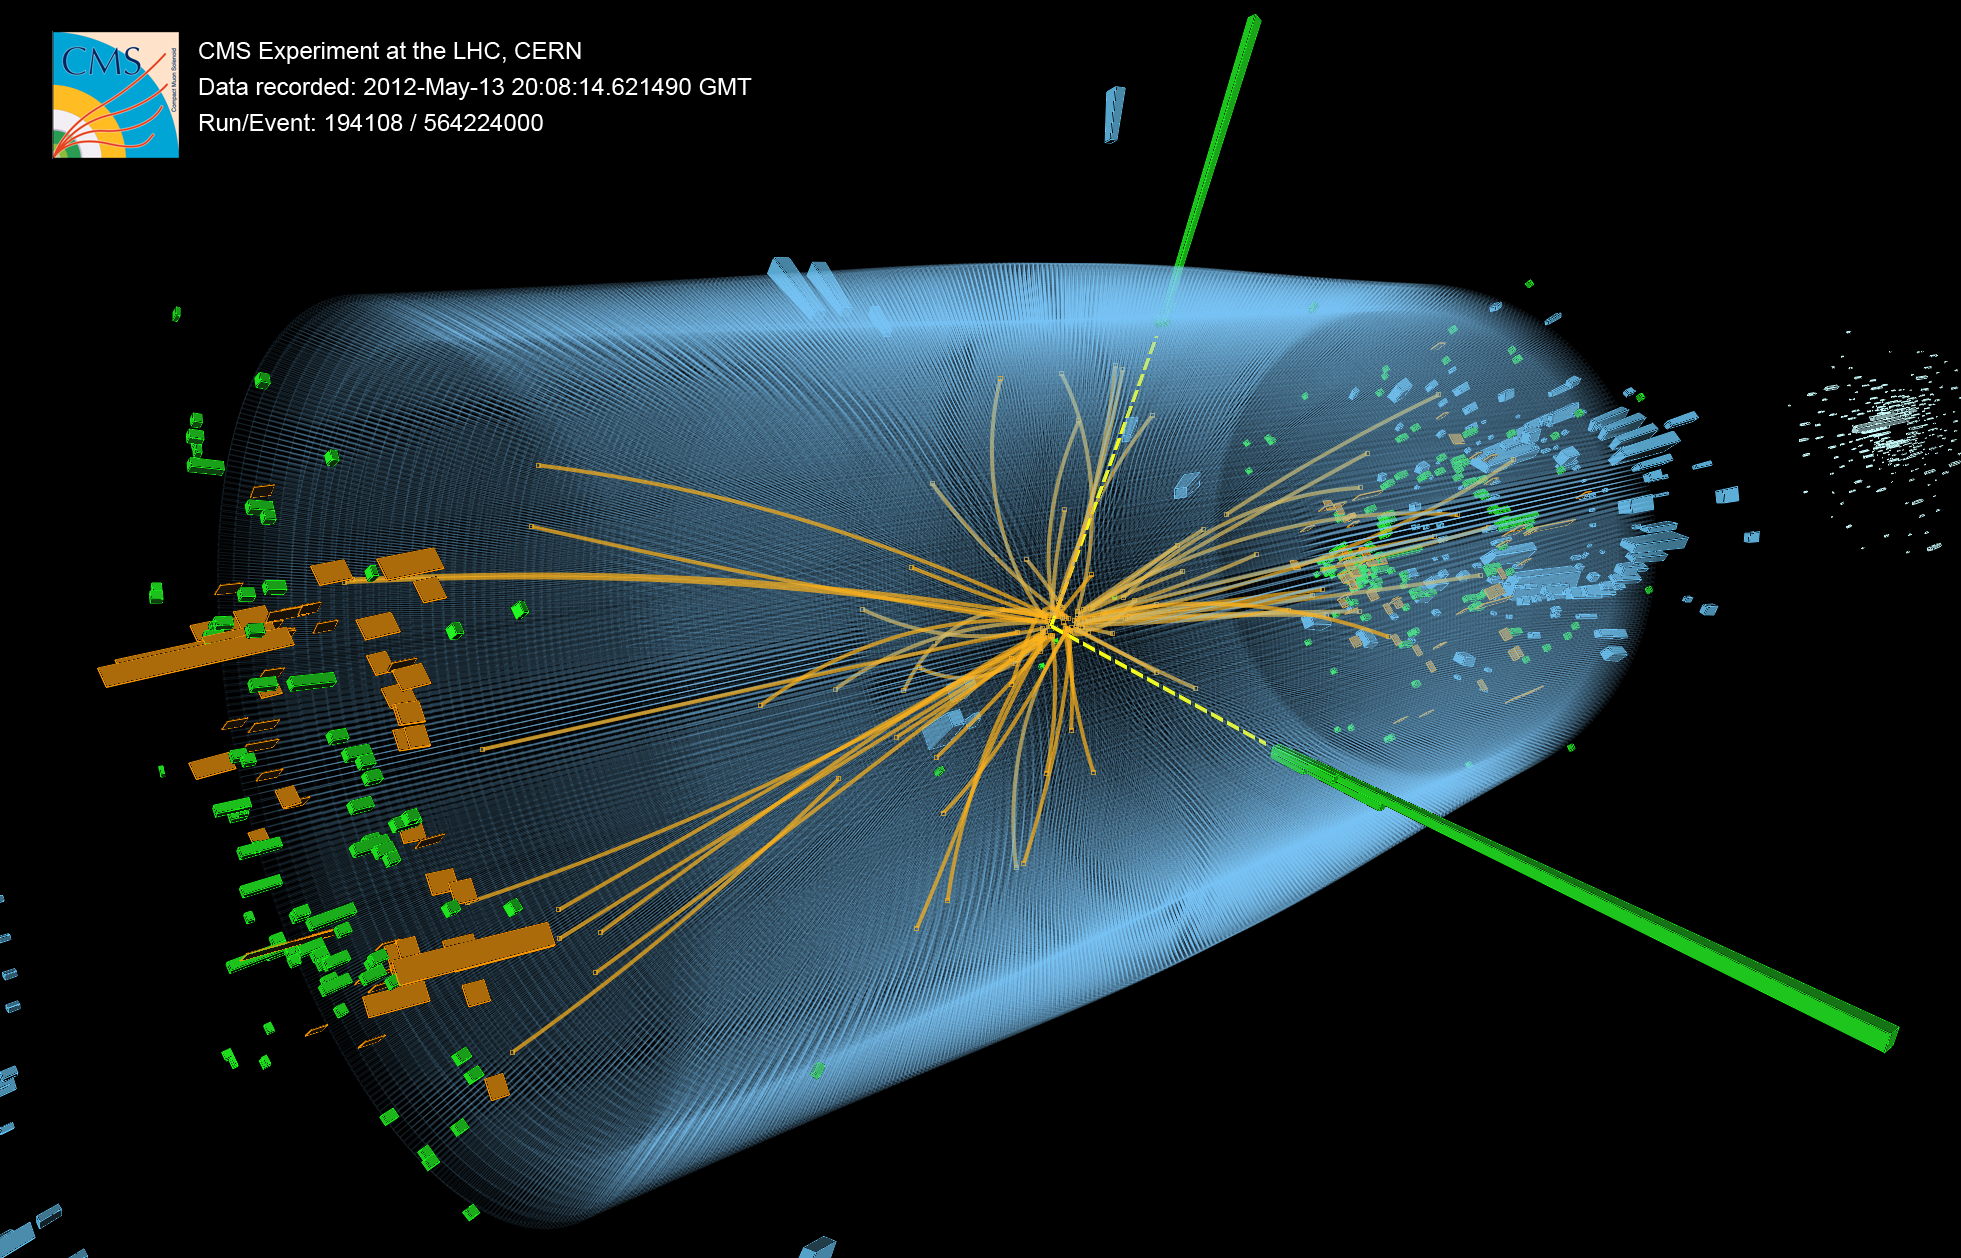 CMS
Compact Muon Solenoid
CMS Experiment at the LHC, CERN
Data recorded: 2012-May-13 20:08:14.621490 GMT
Run/Event: 194108 / 564224000